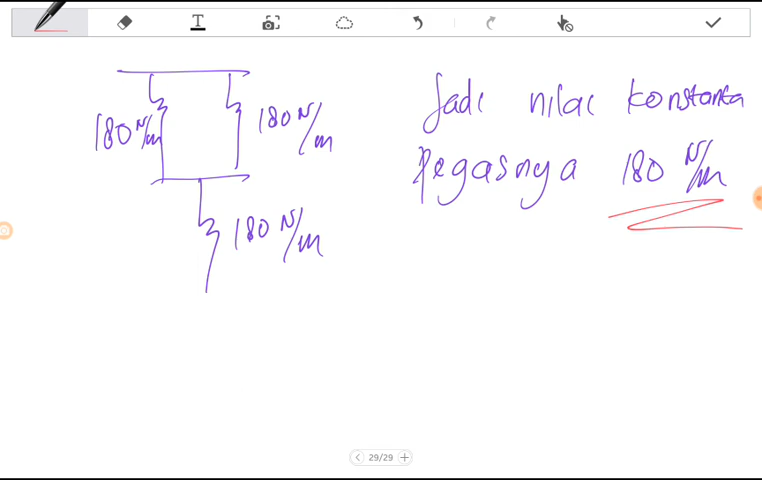 180 N/m
180 N/m
180 N/m
Jadi nilai konstanta
pegasnya 180 N/m
T
29/29